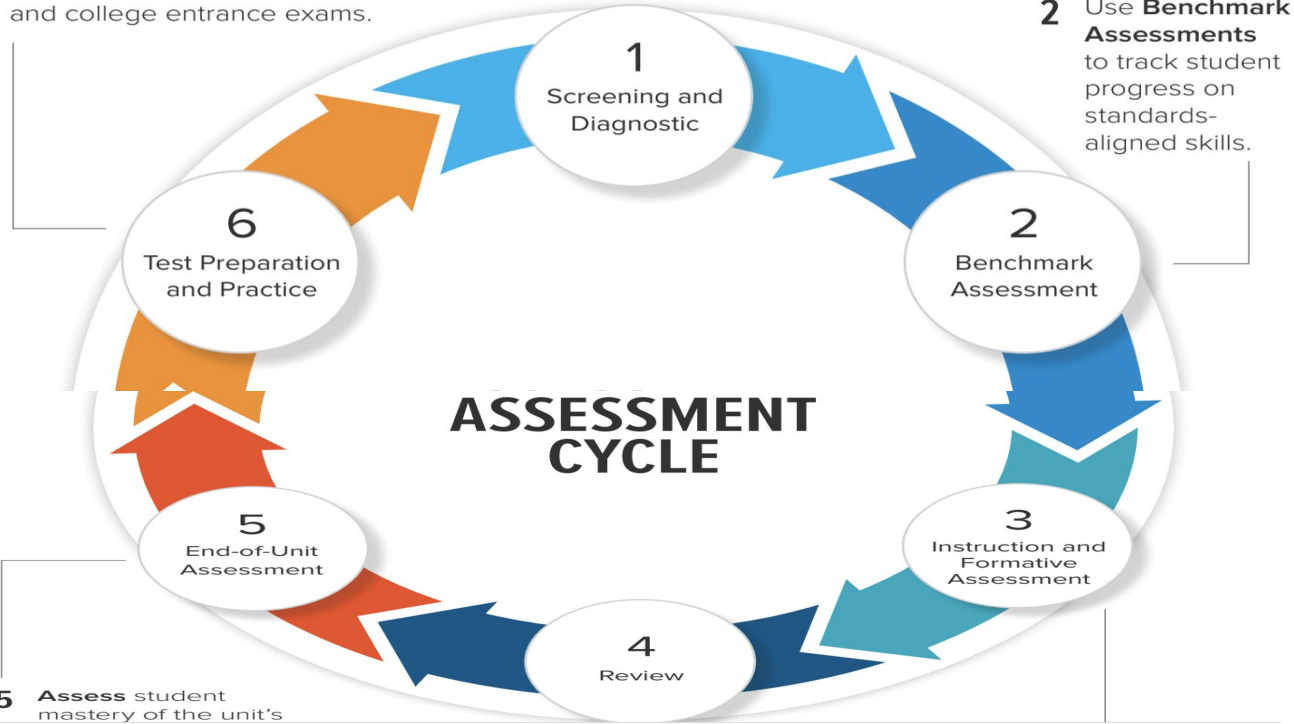 and college entrance exams.
2 Use Benchmark
Assessments
to track student
progress on
standards-
aligned skills.
1
Screening and
Diagnostic
6
Test Preparation
and Practice
2
Benchmark
Assessment
ASSESSMENT
CYCLE
5
End-of-Unit
Assessment
3
Instruction and
Formative
Assessment
4
Review
5 Assess student
mastery of the unit's